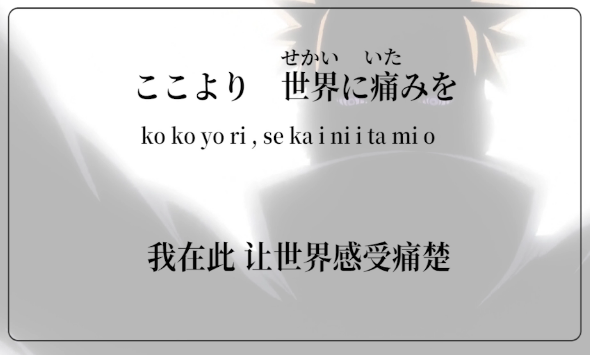 せかい いた
ここより 世界に痛みを
ko ko yo ri , se ka i ni i ta mi o
我在此 让世界感受痛楚